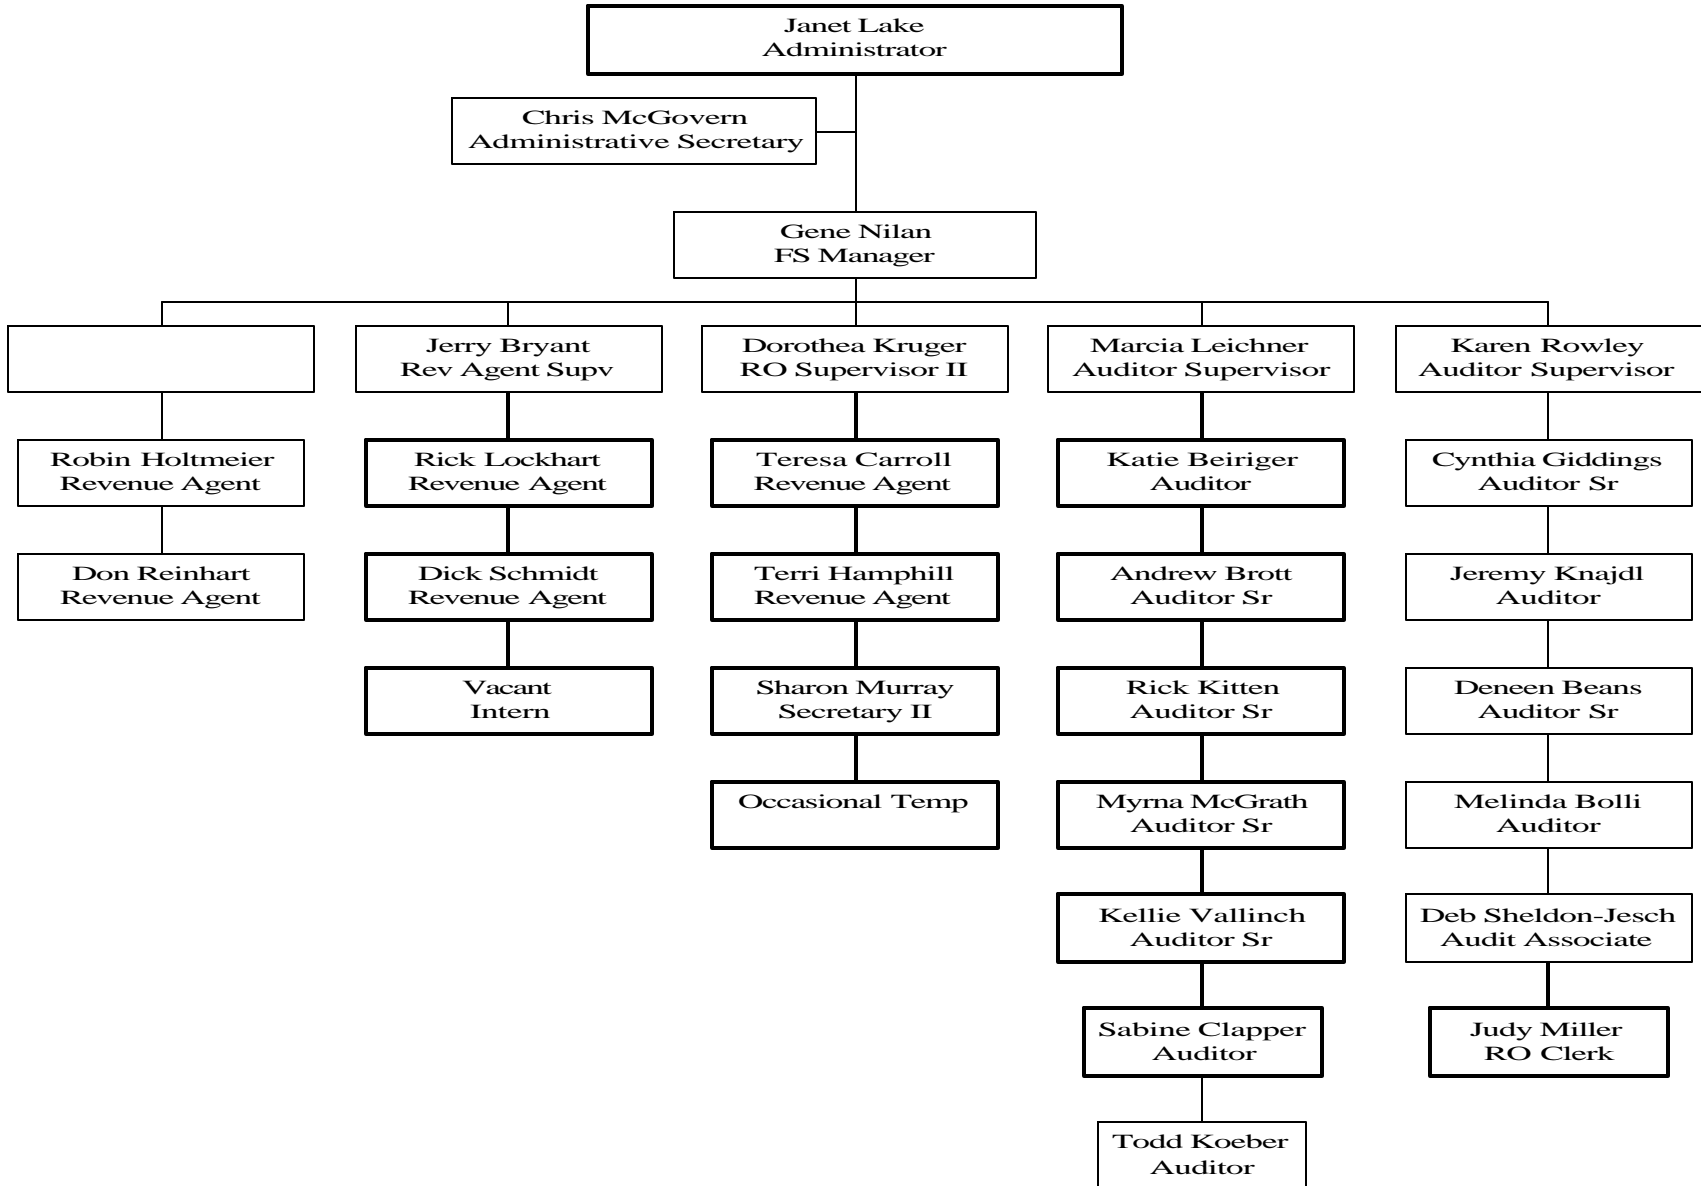 Janet Lake
Administrator
Chris McGovern
Administrative Secretary
Gene Nilan
FS Manager
Jerry Bryant
Rev Agent Supv
Dorothea Kruger
RO Supervisor II
Marcia Leichner
Auditor Supervisor
Karen Rowley
Auditor Supervisor
Robin Holtmeier
Revenue Agent
Rick Lockhart
Revenue Agent
Teresa Carroll
Revenue Agent
Katie Beiriger
Auditor
Cynthia Giddings
Auditor Sr
Don Reinhart
Revenue Agent
Dick Schmidt
Revenue Agent
Terri Hamphill
Revenue Agent
Andrew Brott
Auditor Sr
Jeremy Knajdl
Auditor
Vacant
Intern
Sharon Murray
Secretary II
Rick Kitten
Auditor Sr
Deneen Beans
Auditor Sr
Occasional Temp
Myrna McGrath
Auditor Sr
Melinda Bolli
Auditor
Kellie Vallinch
Auditor Sr
Deb Sheldon-Jesch
Audit Associate
Sabine Clapper
Auditor
Judy Miller
RO Clerk
Todd Koeber
Auditor